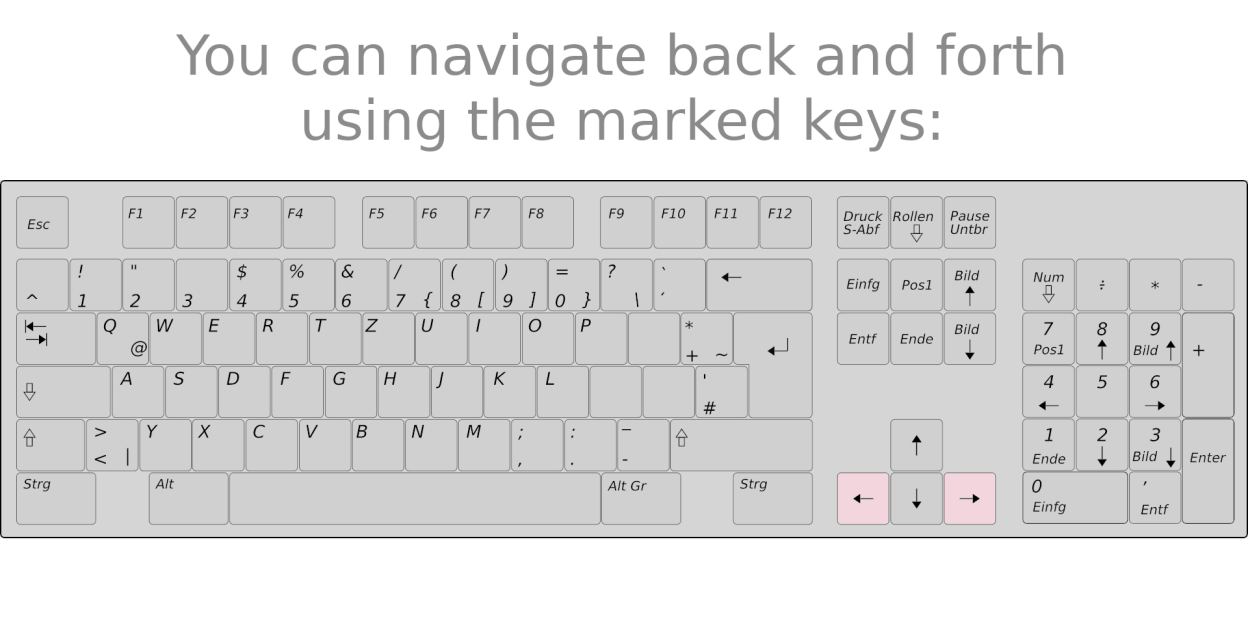 You can navigate back and forth
using the marked keys:
Esc F1 F2 F3 F4 F5 F6 F7 F8 F9 F10 F11 F12 Druck S-Abf Rollen Pause Untbr
^ ! 1 " 2 3 $ 4 % 5 & 6 / 7 { ( 8 [ ) 9 ] = 0 } ? \ ` ´ ← Einfg Pos1 Bild ↑ Num ÷ * -
Q @ W E R T Z U I O P * + ~ Entf Ende Bild ↓ 7 Pos1 8 ↑ 9 Bild ↑ +
A S D F G H J K L ' # 4 ← 5 6 →
> < | Y X C V B N M ; , : . _ - ↑ 1 Ende 2 ↓ 3 Bild ↓ Enter
Strg Alt Alt Gr Strg ← ↓ → 0 Einfg , Entf